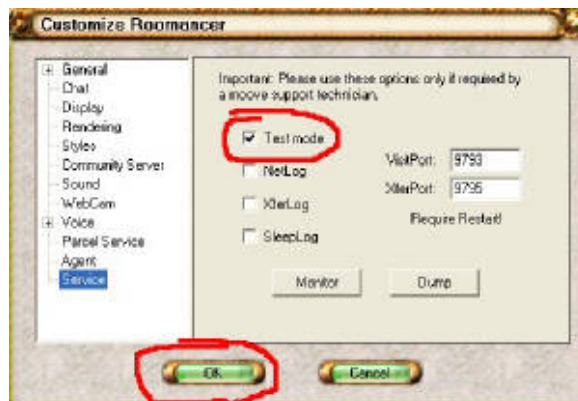 Customize Roomancer
General
Chat
Display
Rendering
Styles
Community Server
Sound
WebCam
Voice
Parcel Service
Agent
Service
Important: Please use these options only if required by
a moove support technician.
Test mode
NetLog
XferLog
SleepLog
VisitPort: 9793
XferPort: 9795
Require Restart!
Monitor
Dump
OK
Cancel